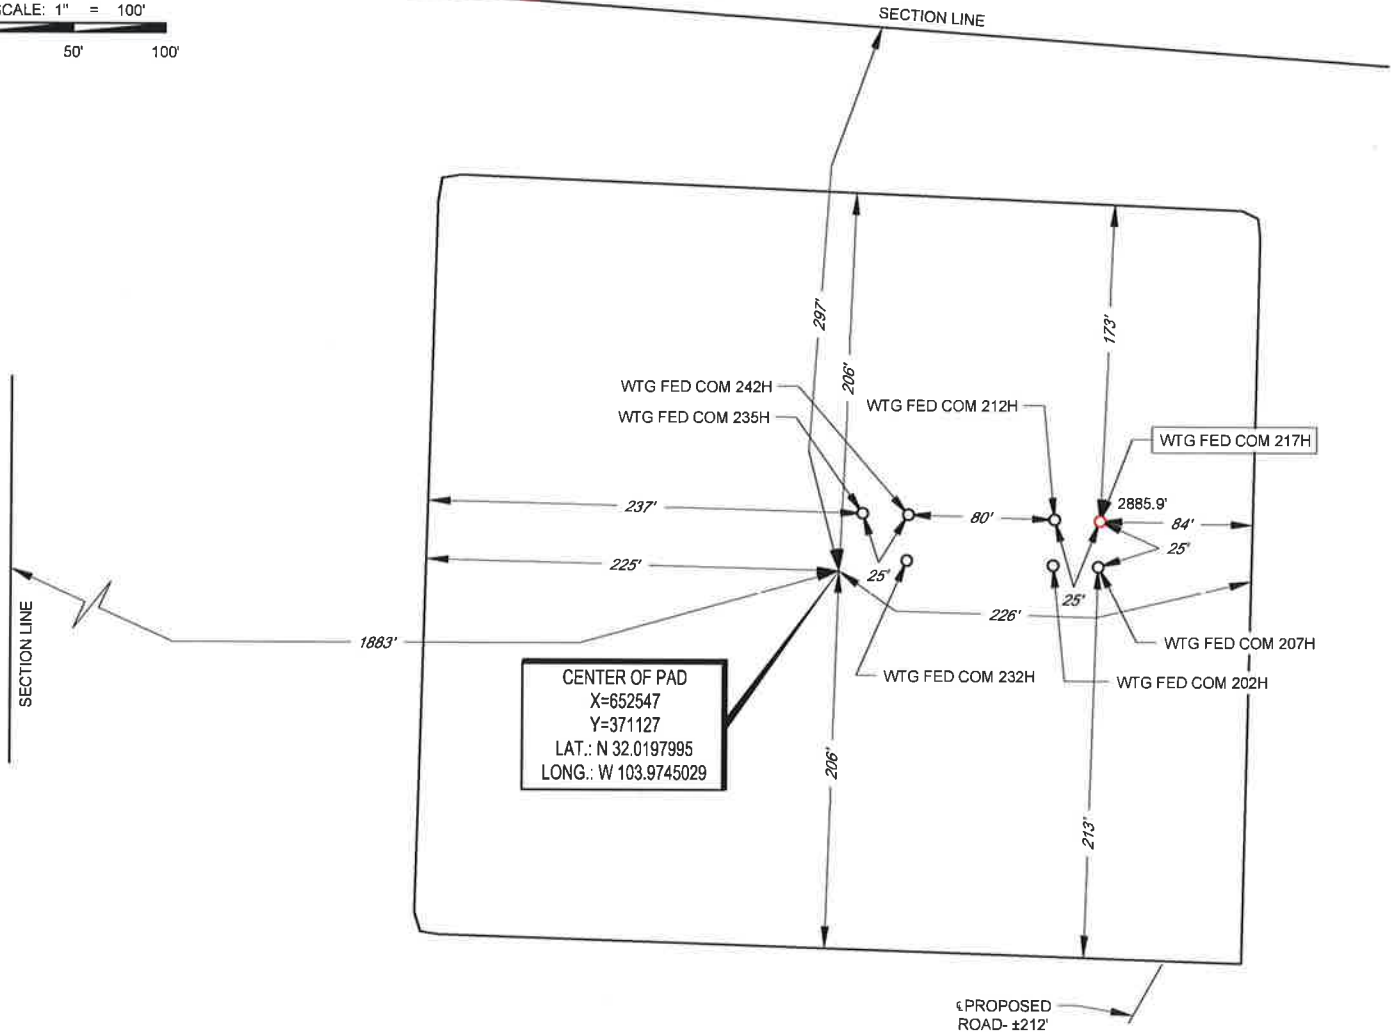 SCALE: 1" = 100'
50' 100'
SECTION LINE
297'
206'
173'
WTG FED COM 242H
WTG FED COM 235H
WTG FED COM 212H
WTG FED COM 217H
2885.9'
237'
80'
84'
25'
225'
25'
25'
226'
1883'
SECTION LINE
WTG FED COM 207H
WTG FED COM 232H
WTG FED COM 202H
CENTER OF PAD
X=652547
Y=371127
LAT.: N 32.0197995
LONG.: W 103.9745029
206'
213'
℄ PROPOSED
ROAD- ±212'